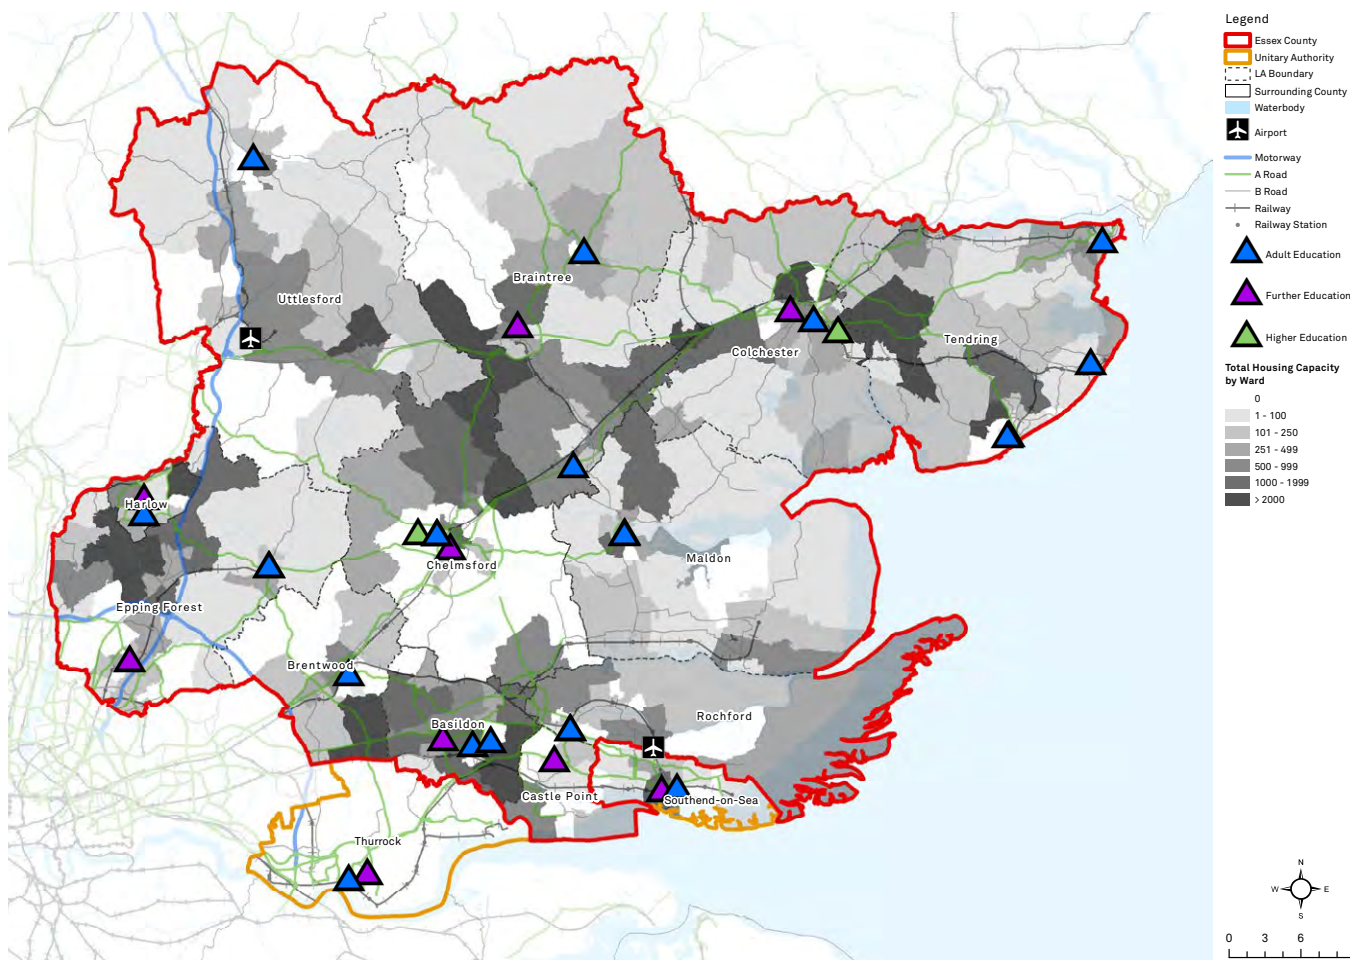 Legend
Essex County
Unitary Authority
LA Boundary
Surrounding County
Waterbody
Airport
Motorway
A Road
B Road
Railway
Railway Station
Adult Education
Further Education
Higher Education
Total Housing Capacity
by Ward
0
1 - 100
101 - 250
251 - 499
500 - 999
1000 - 1999
> 2000
Braintree
Uttlesford
Colchester
Tendring
Harlow
Chelmsford
Maldon
Epping Forest
Brentwood
Basildon
Rochford
Castle Point
Southend-on-Sea
Thurrock
N
W
E
S
0 3 6